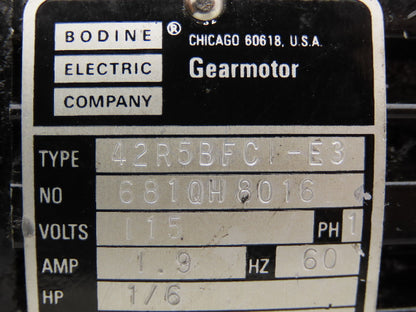 BODINE ® CHICAGO 60618, U.S.A.
ELECTRIC Gearmotor
COMPANY
TYPE 42R5BFCI-E3
NO 681QH8016
VOLTS 115 PH 1
AMP 1.9 HZ 60
HP 1/6